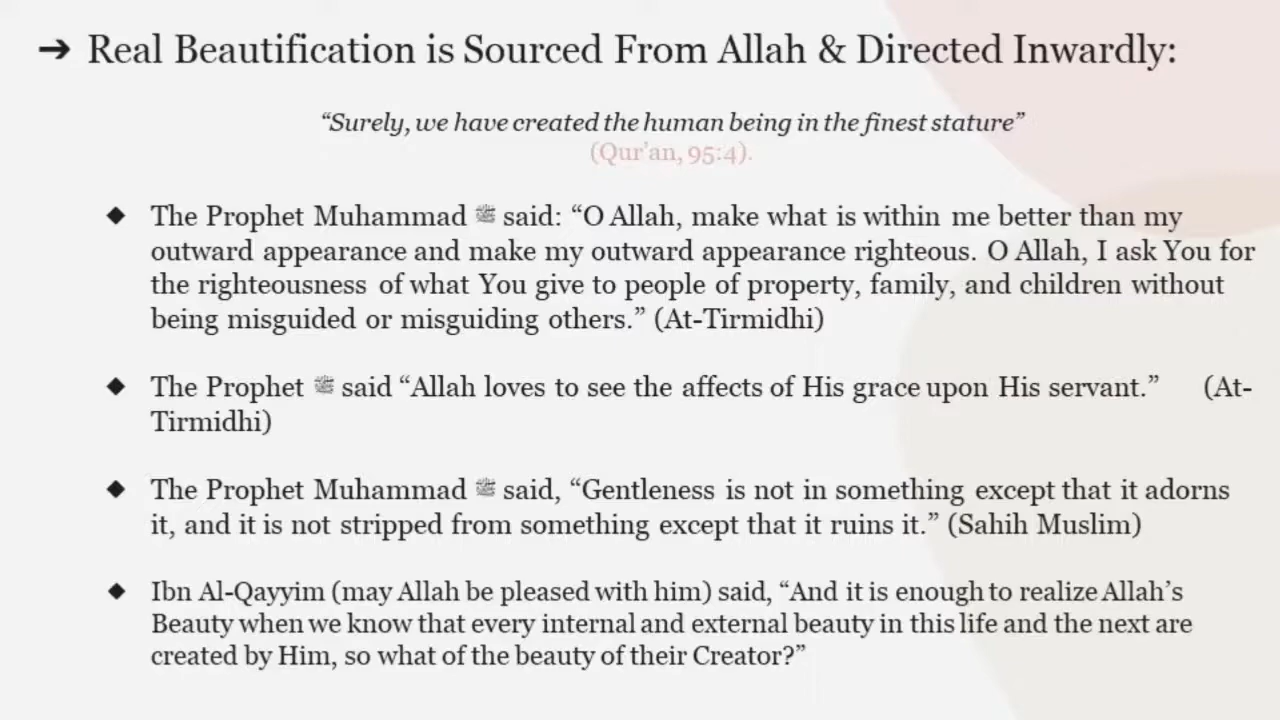 ➔ Real Beautification is Sourced From Allah & Directed Inwardly:
“Surely, we have created the human being in the finest stature”
(Qur’an, 95:4).
◆ The Prophet Muhammad ﷺ said: “O Allah, make what is within me better than my
outward appearance and make my outward appearance righteous. O Allah, I ask You for
the righteousness of what You give to people of property, family, and children without
being misguided or misguiding others.” (At-Tirmidhi)
◆ The Prophet ﷺ said “Allah loves to see the affects of His grace upon His servant.” (At-
Tirmidhi)
◆ The Prophet Muhammad ﷺ said, “Gentleness is not in something except that it adorns
it, and it is not stripped from something except that it ruins it.” (Sahih Muslim)
◆ Ibn Al-Qayyim (may Allah be pleased with him) said, “And it is enough to realize Allah’s
Beauty when we know that every internal and external beauty in this life and the next are
created by Him, so what of the beauty of their Creator?”